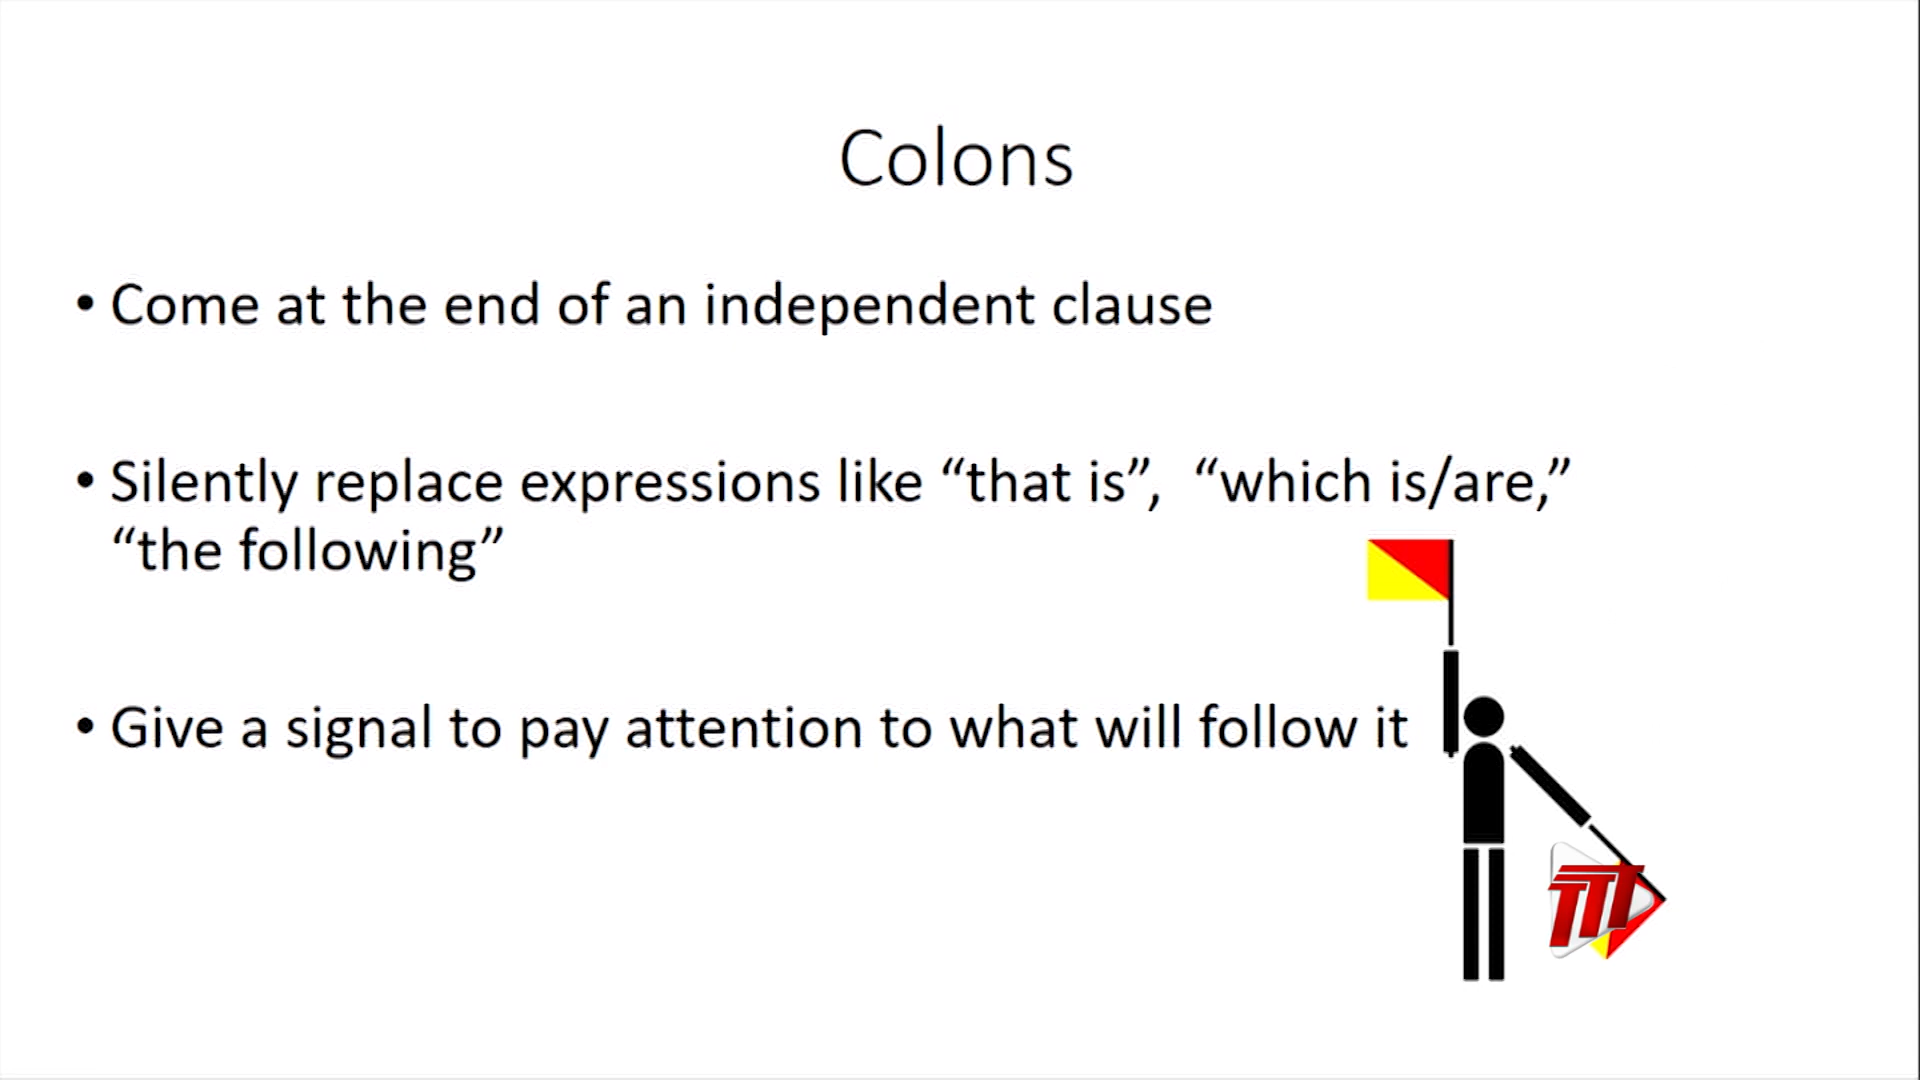 Colons
• Come at the end of an independent clause
• Silently replace expressions like “that is”, “which is/are,”
“the following”
• Give a signal to pay attention to what will follow it
TTT